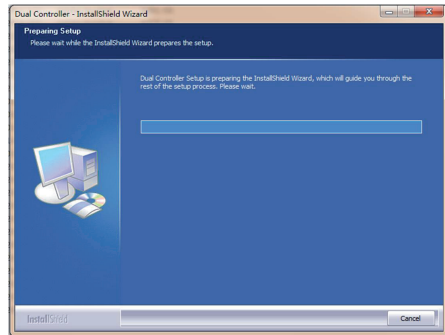 Dual Controller - InstallShield Wizard
Preparing Setup
Please wait while the InstallShield Wizard prepares the setup.
Dual Controller Setup is preparing the InstallShield Wizard, which will guide you through the
rest of the setup process. Please wait.
InstallShield
Cancel